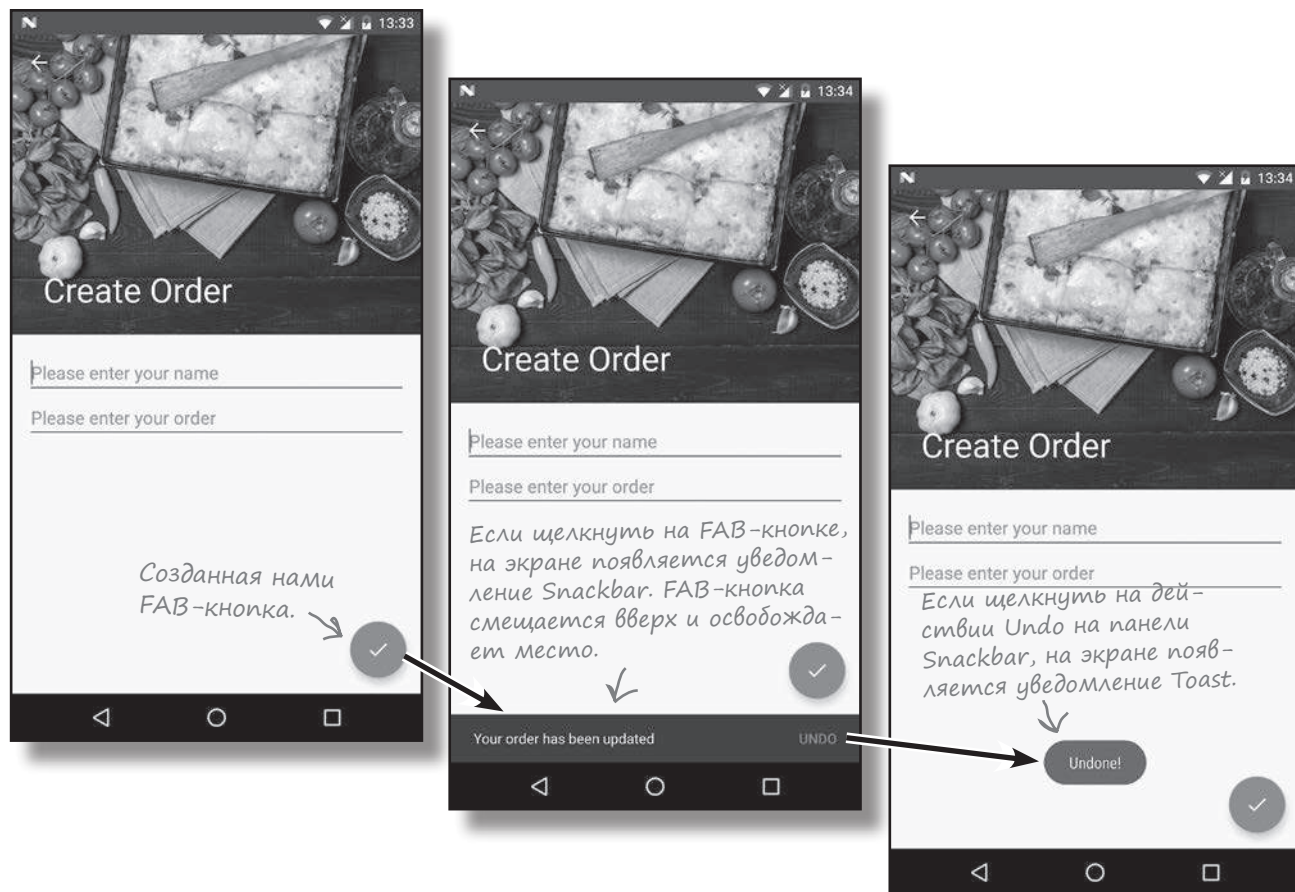 13:33
Create Order
Please enter your name
Please enter your order
Созданная нами
FAB-кнопка.
13:34
Create Order
Please enter your name
Please enter your order
Если щелкнуть на FAB-кнопке,
на экране появляется уведом-
ление Snackbar. FAB-кнопка
смещается вверх и освобожда-
ет место.
Your order has been updated
UNDO
13:34
Create Order
Please enter your name
Please enter your order
Если щелкнуть на дей-
ствии Undo на панели
Snackbar, на экране появ-
ляется уведомление Toast.
Undone!